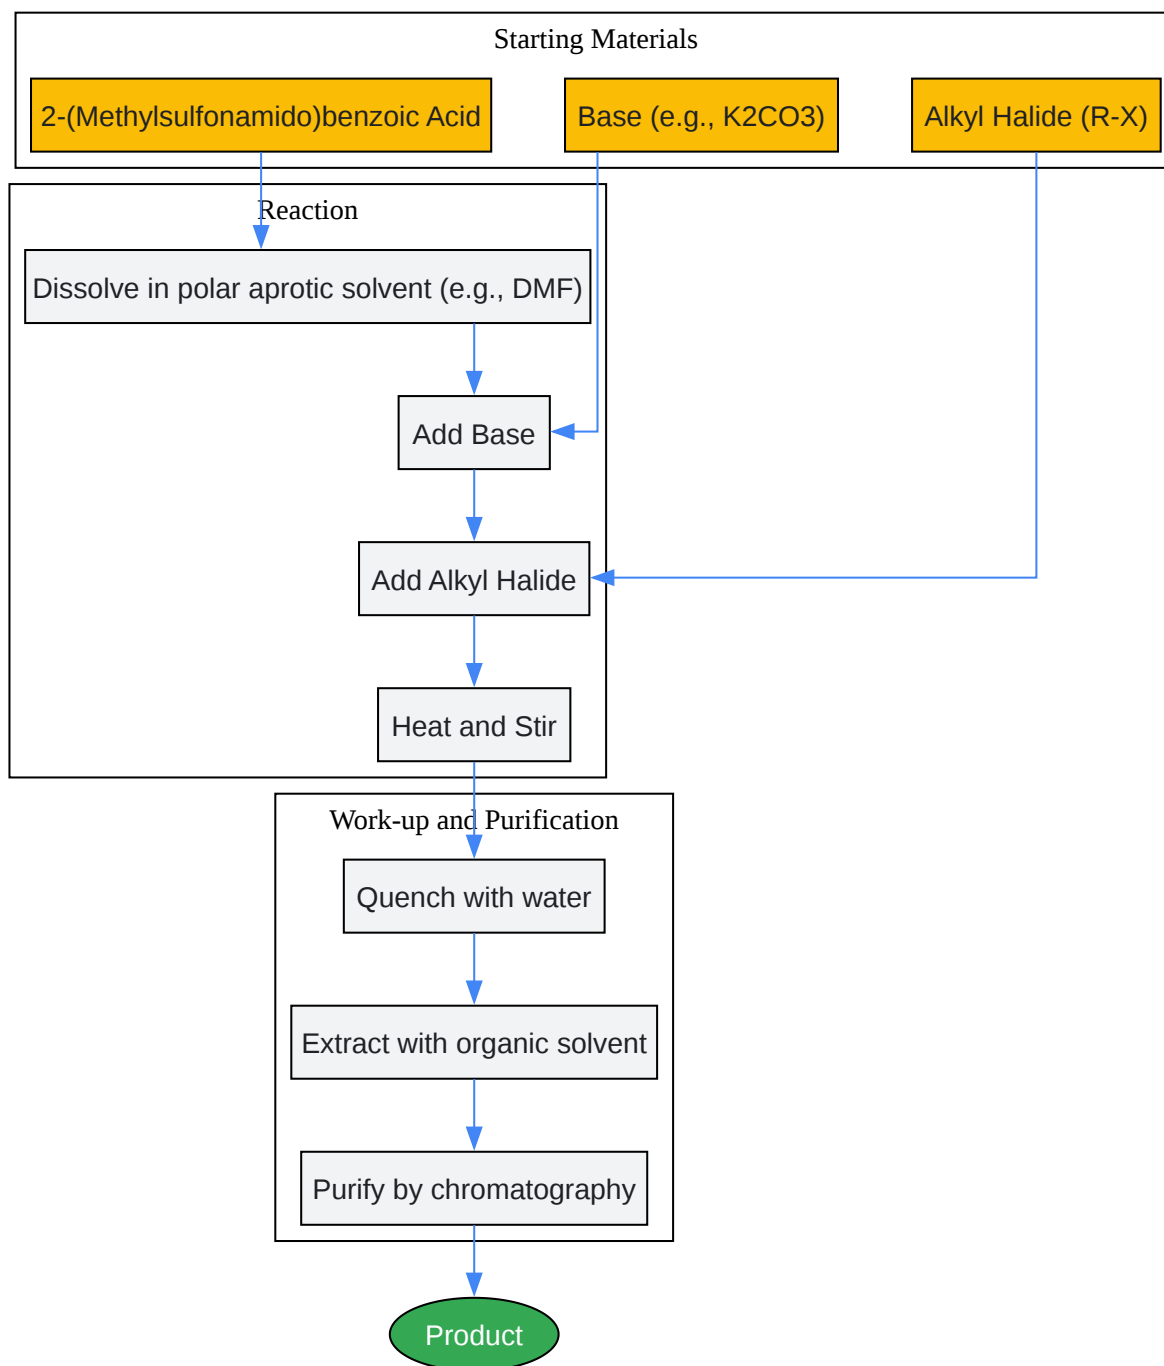 Starting Materials
2-(Methylsulfonamido)benzoic Acid
Base (e.g., K2CO3)
Alkyl Halide (R-X)
Reaction
Dissolve in polar aprotic solvent (e.g., DMF)
Add Base
Add Alkyl Halide
Heat and Stir
Work-up and Purification
Quench with water
Extract with organic solvent
Purify by chromatography
Product